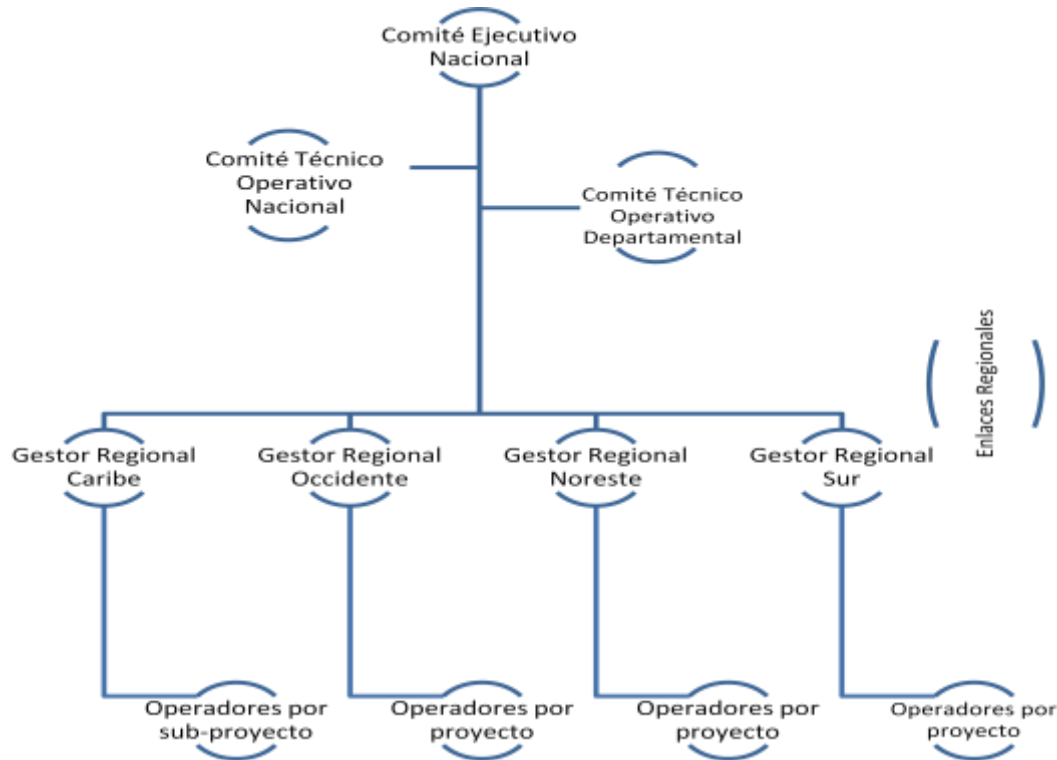 Comité Ejecutivo
Nacional
Comité Técnico
Operativo
Nacional
Comité Técnico
Operativo
Departamental
Enlaces Regionales
Gestor Regional
Caribe
Gestor Regional
Occidente
Gestor Regional
Noreste
Gestor Regional
Sur
Operadores por
sub-proyecto
Operadores por
proyecto
Operadores por
proyecto
Operadores por
proyecto